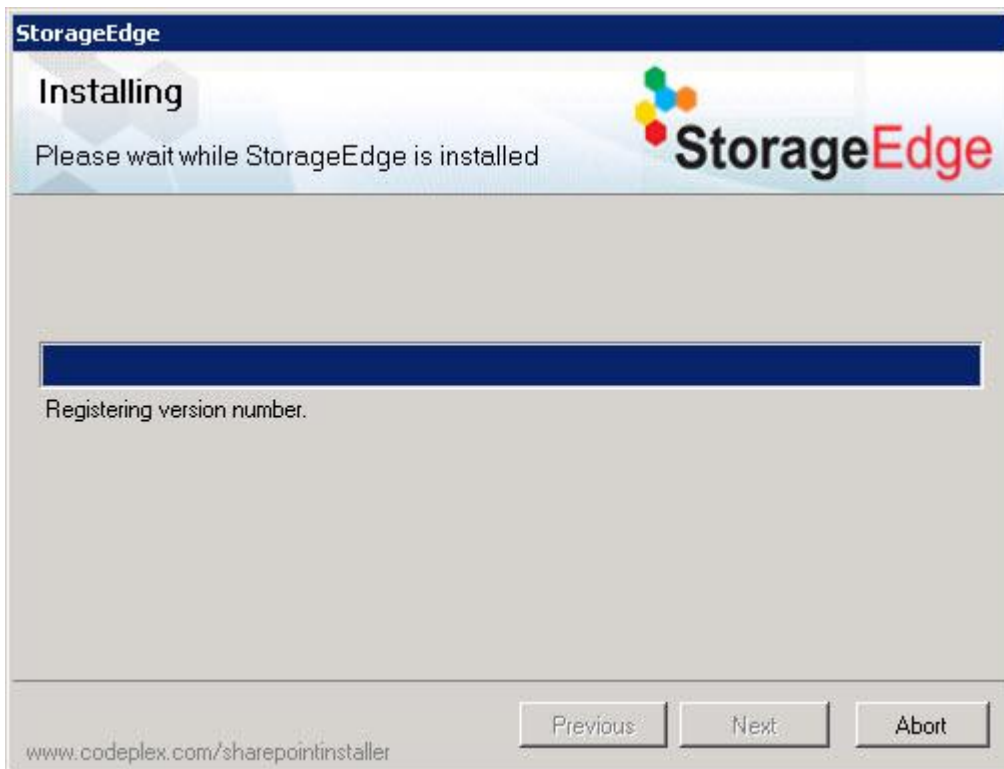 StorageEdge
Installing
Please wait while StorageEdge is installed
StorageEdge
Registering version number.
Previous
Next
Abort
www.codeplex.com/sharepointinstaller